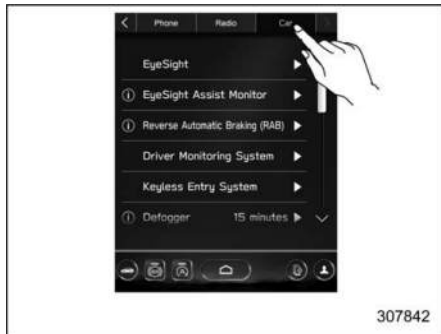 Phone Radio Car
EyeSight
EyeSight Assist Monitor
Reverse Automatic Braking (RAB)
Driver Monitoring System
Keyless Entry System
Defogger 15 minutes
307842